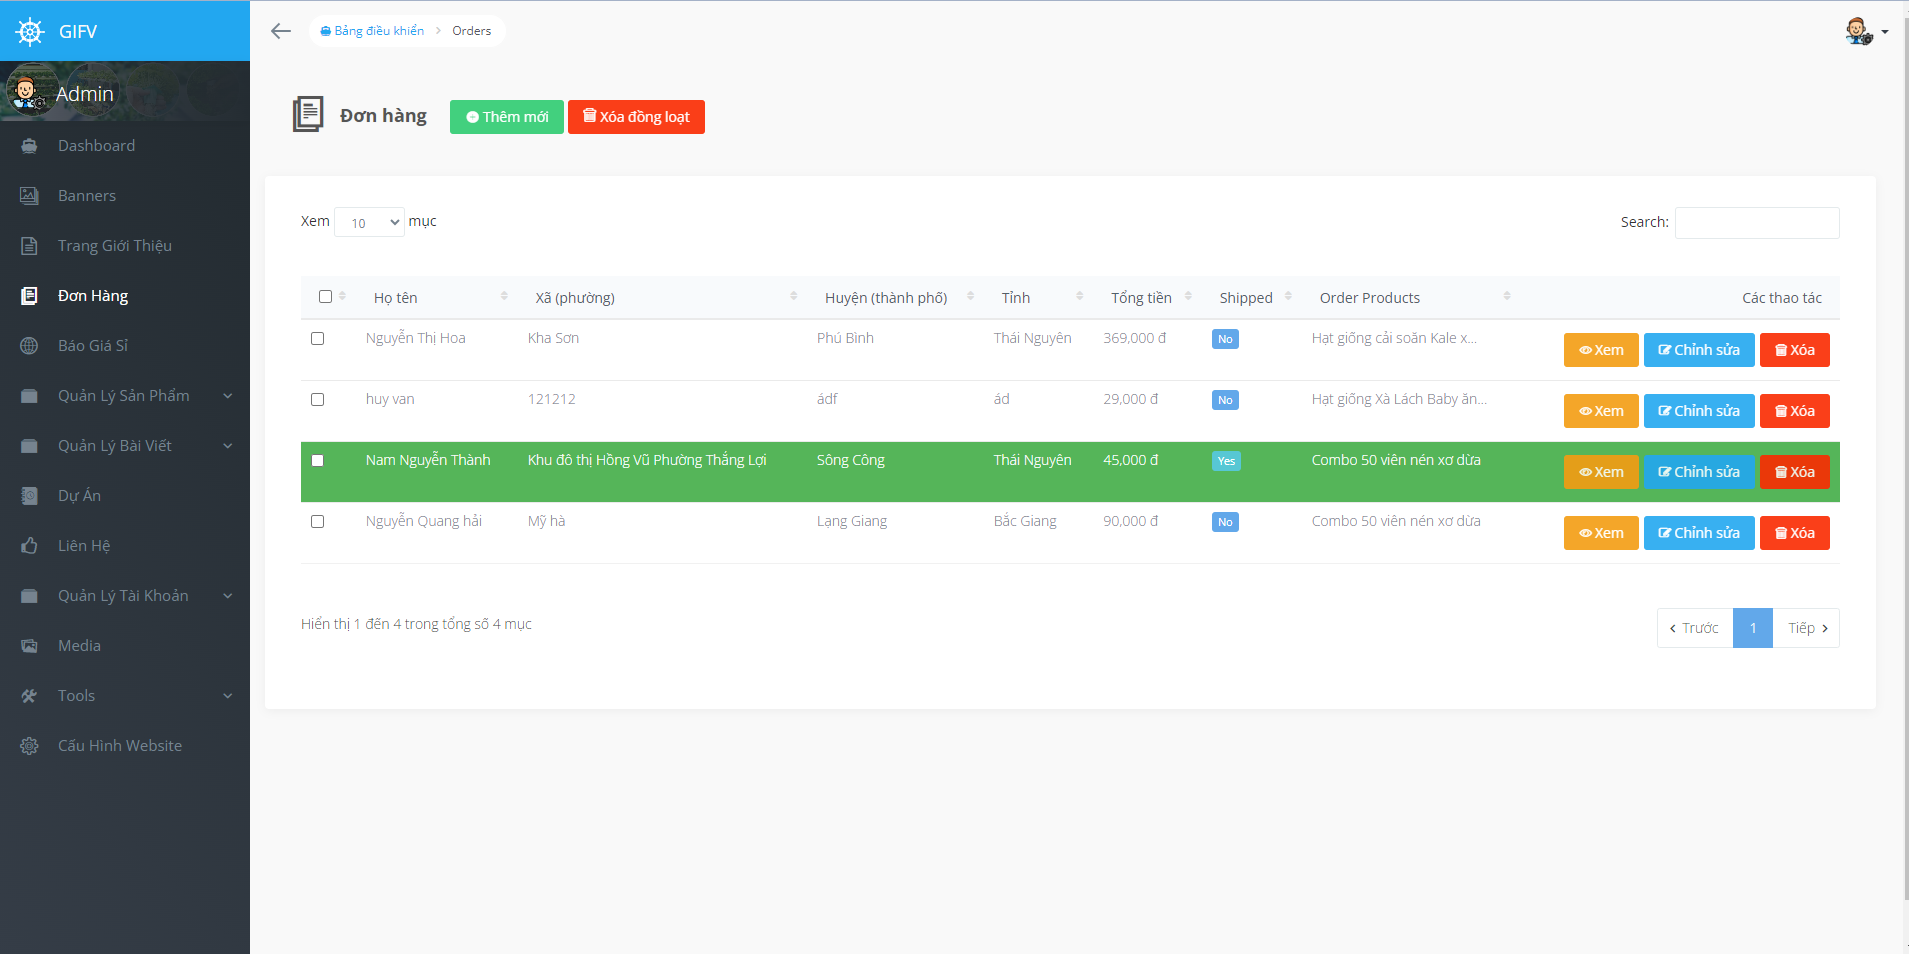 GIFV
Admin
Dashboard
Banners
Trang Giới Thiệu
Đơn Hàng
Báo Giá Sỉ
Quản Lý Sản Phẩm
Quản Lý Bài Viết
Dự Án
Liên Hệ
Quản Lý Tài Khoản
Media
Tools
Cấu Hình Website
Bảng điều khiển > Orders
Đơn hàng Thêm mới Xóa đồng loạt
Xem 10 mục Search:
Họ tên Xã (phường) Huyện (thành phố) Tỉnh Tổng tiền Shipped Order Products Các thao tác
Nguyễn Thị Hoa Kha Sơn Phú Bình Thái Nguyên 369,000 đ No Hạt giống cải soăn Kale x... Xem Chỉnh sửa Xóa
huy van 121212 ádf ád 29,000 đ No Hạt giống Xà Lách Baby ăn... Xem Chỉnh sửa Xóa
Nam Nguyễn Thành Khu đô thị Hồng Vũ Phường Thắng Lợi Sông Công Thái Nguyên 45,000 đ Yes Combo 50 viên nén xơ dừa Xem Chỉnh sửa Xóa
Nguyễn Quang hải Mỹ hà Lạng Giang Bắc Giang 90,000 đ No Combo 50 viên nén xơ dừa Xem Chỉnh sửa Xóa
Hiển thị 1 đến 4 trong tổng số 4 mục
Trước 1 Tiếp